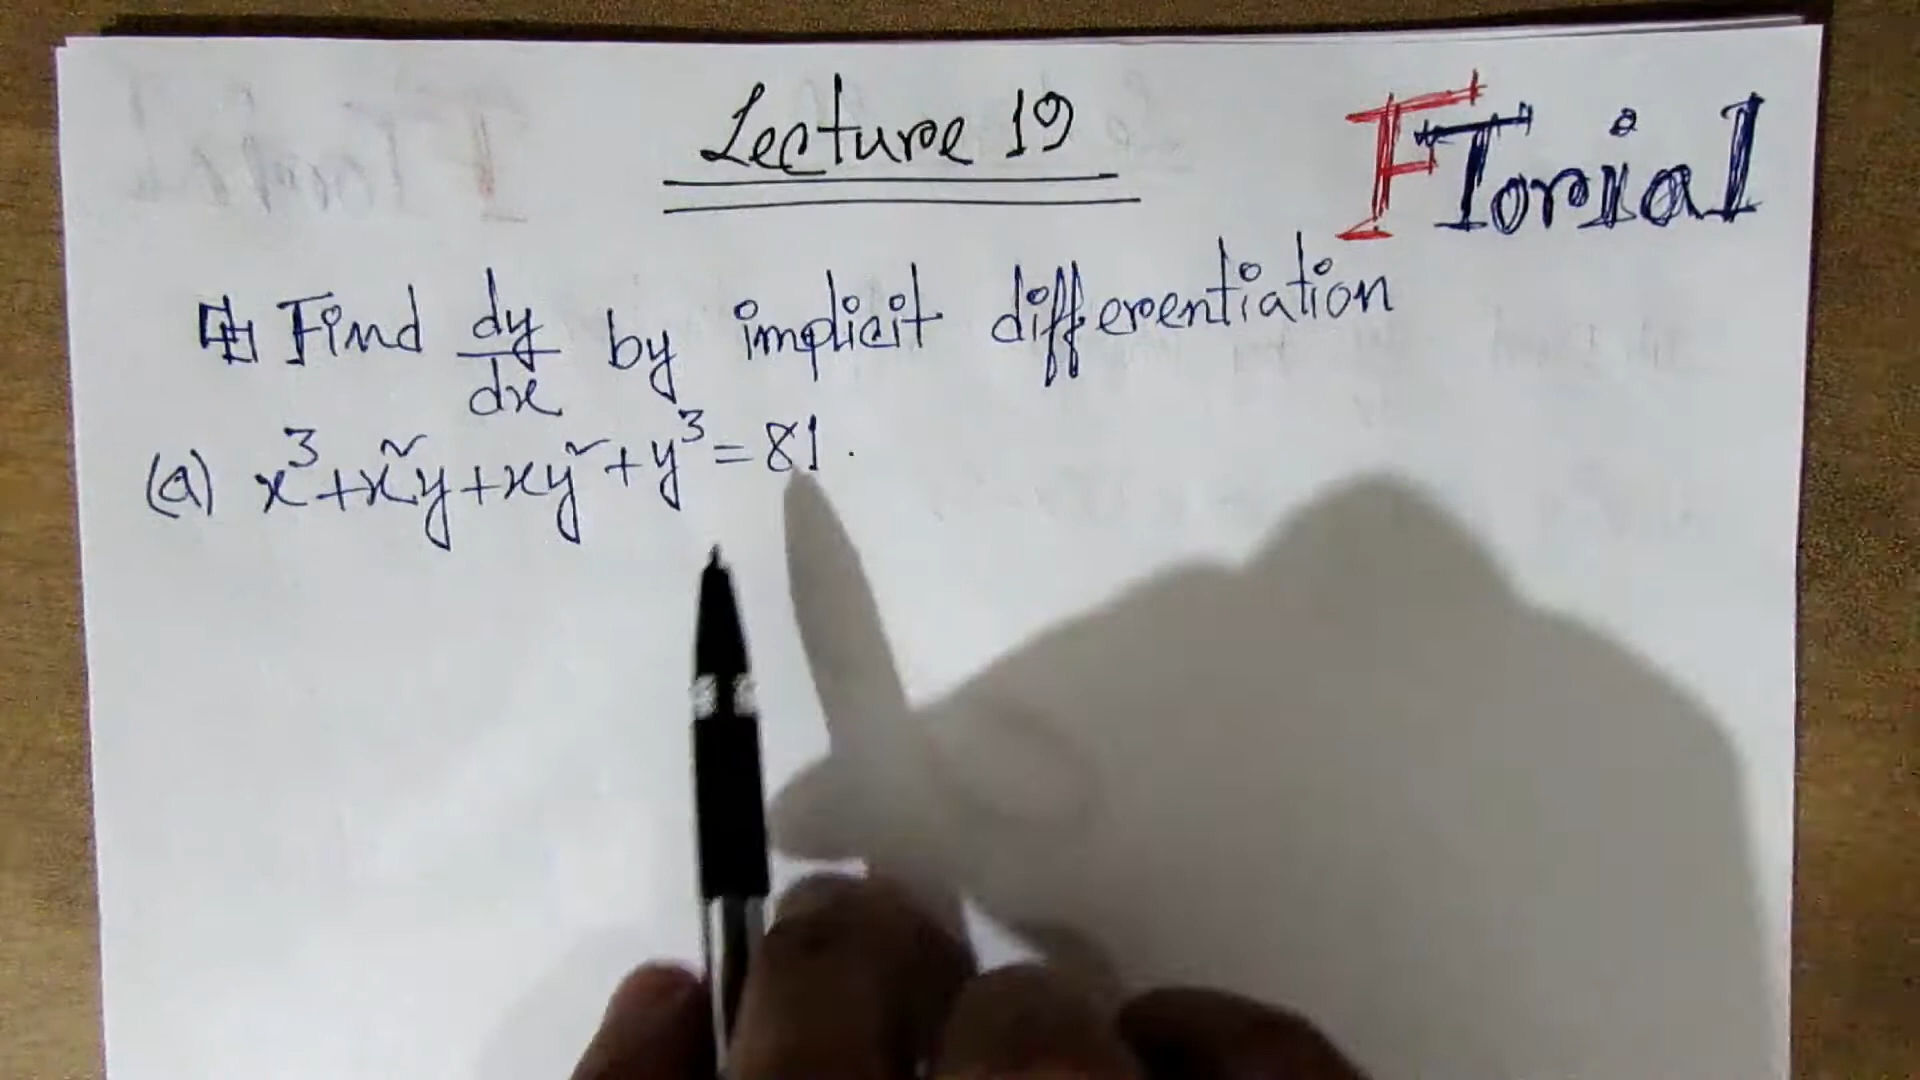 Lecture 19
FTorial
Find dy/dx by implicit differentiation
(a) x³+x²y+xy²+y³=81.